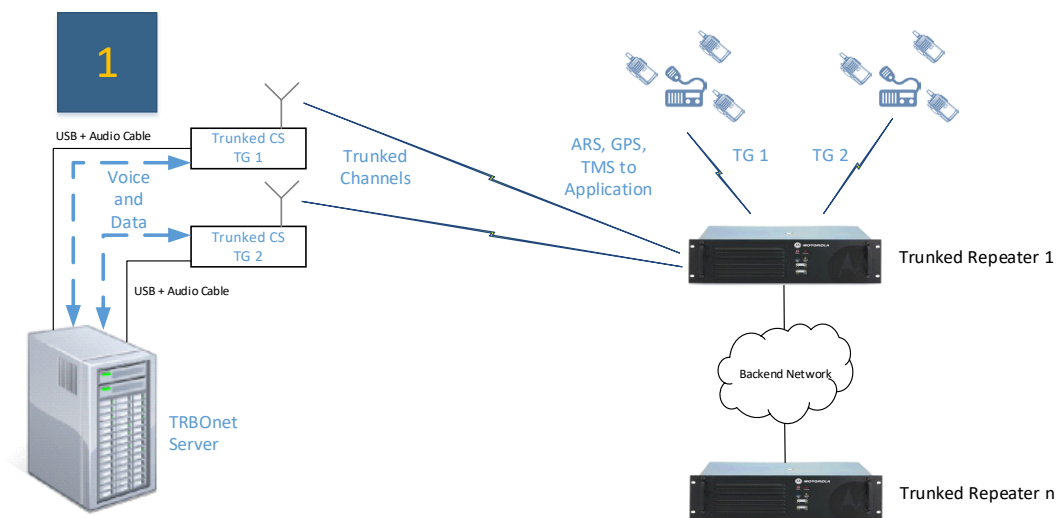 1
USB + Audio Cable
Trunked CS
TG 1
Voice
and
Data
Trunked CS
TG 2
USB + Audio Cable
TRBOnet
Server
Trunked
Channels
ARS, GPS,
TMS to
Application
TG 1
TG 2
MOTOROLA
Trunked Repeater 1
Backend Network
MOTOROLA
Trunked Repeater n